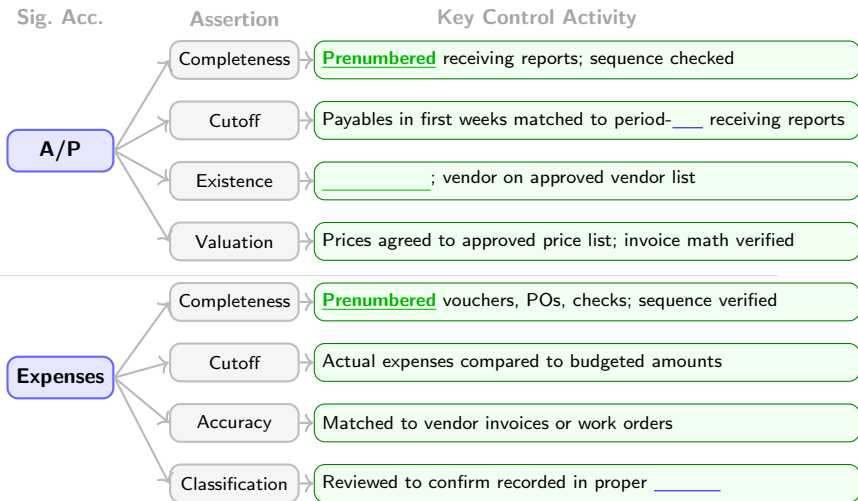 Sig. Acc. Assertion Key Control Activity
Completeness Prenumbered receiving reports; sequence checked
Cutoff Payables in first weeks matched to period-___ receiving reports
A/P
Existence ___________; vendor on approved vendor list
Valuation Prices agreed to approved price list; invoice math verified
Completeness Prenumbered vouchers, POs, checks; sequence verified
Cutoff Actual expenses compared to budgeted amounts
Expenses
Accuracy Matched to vendor invoices or work orders
Classification Reviewed to confirm recorded in proper _______